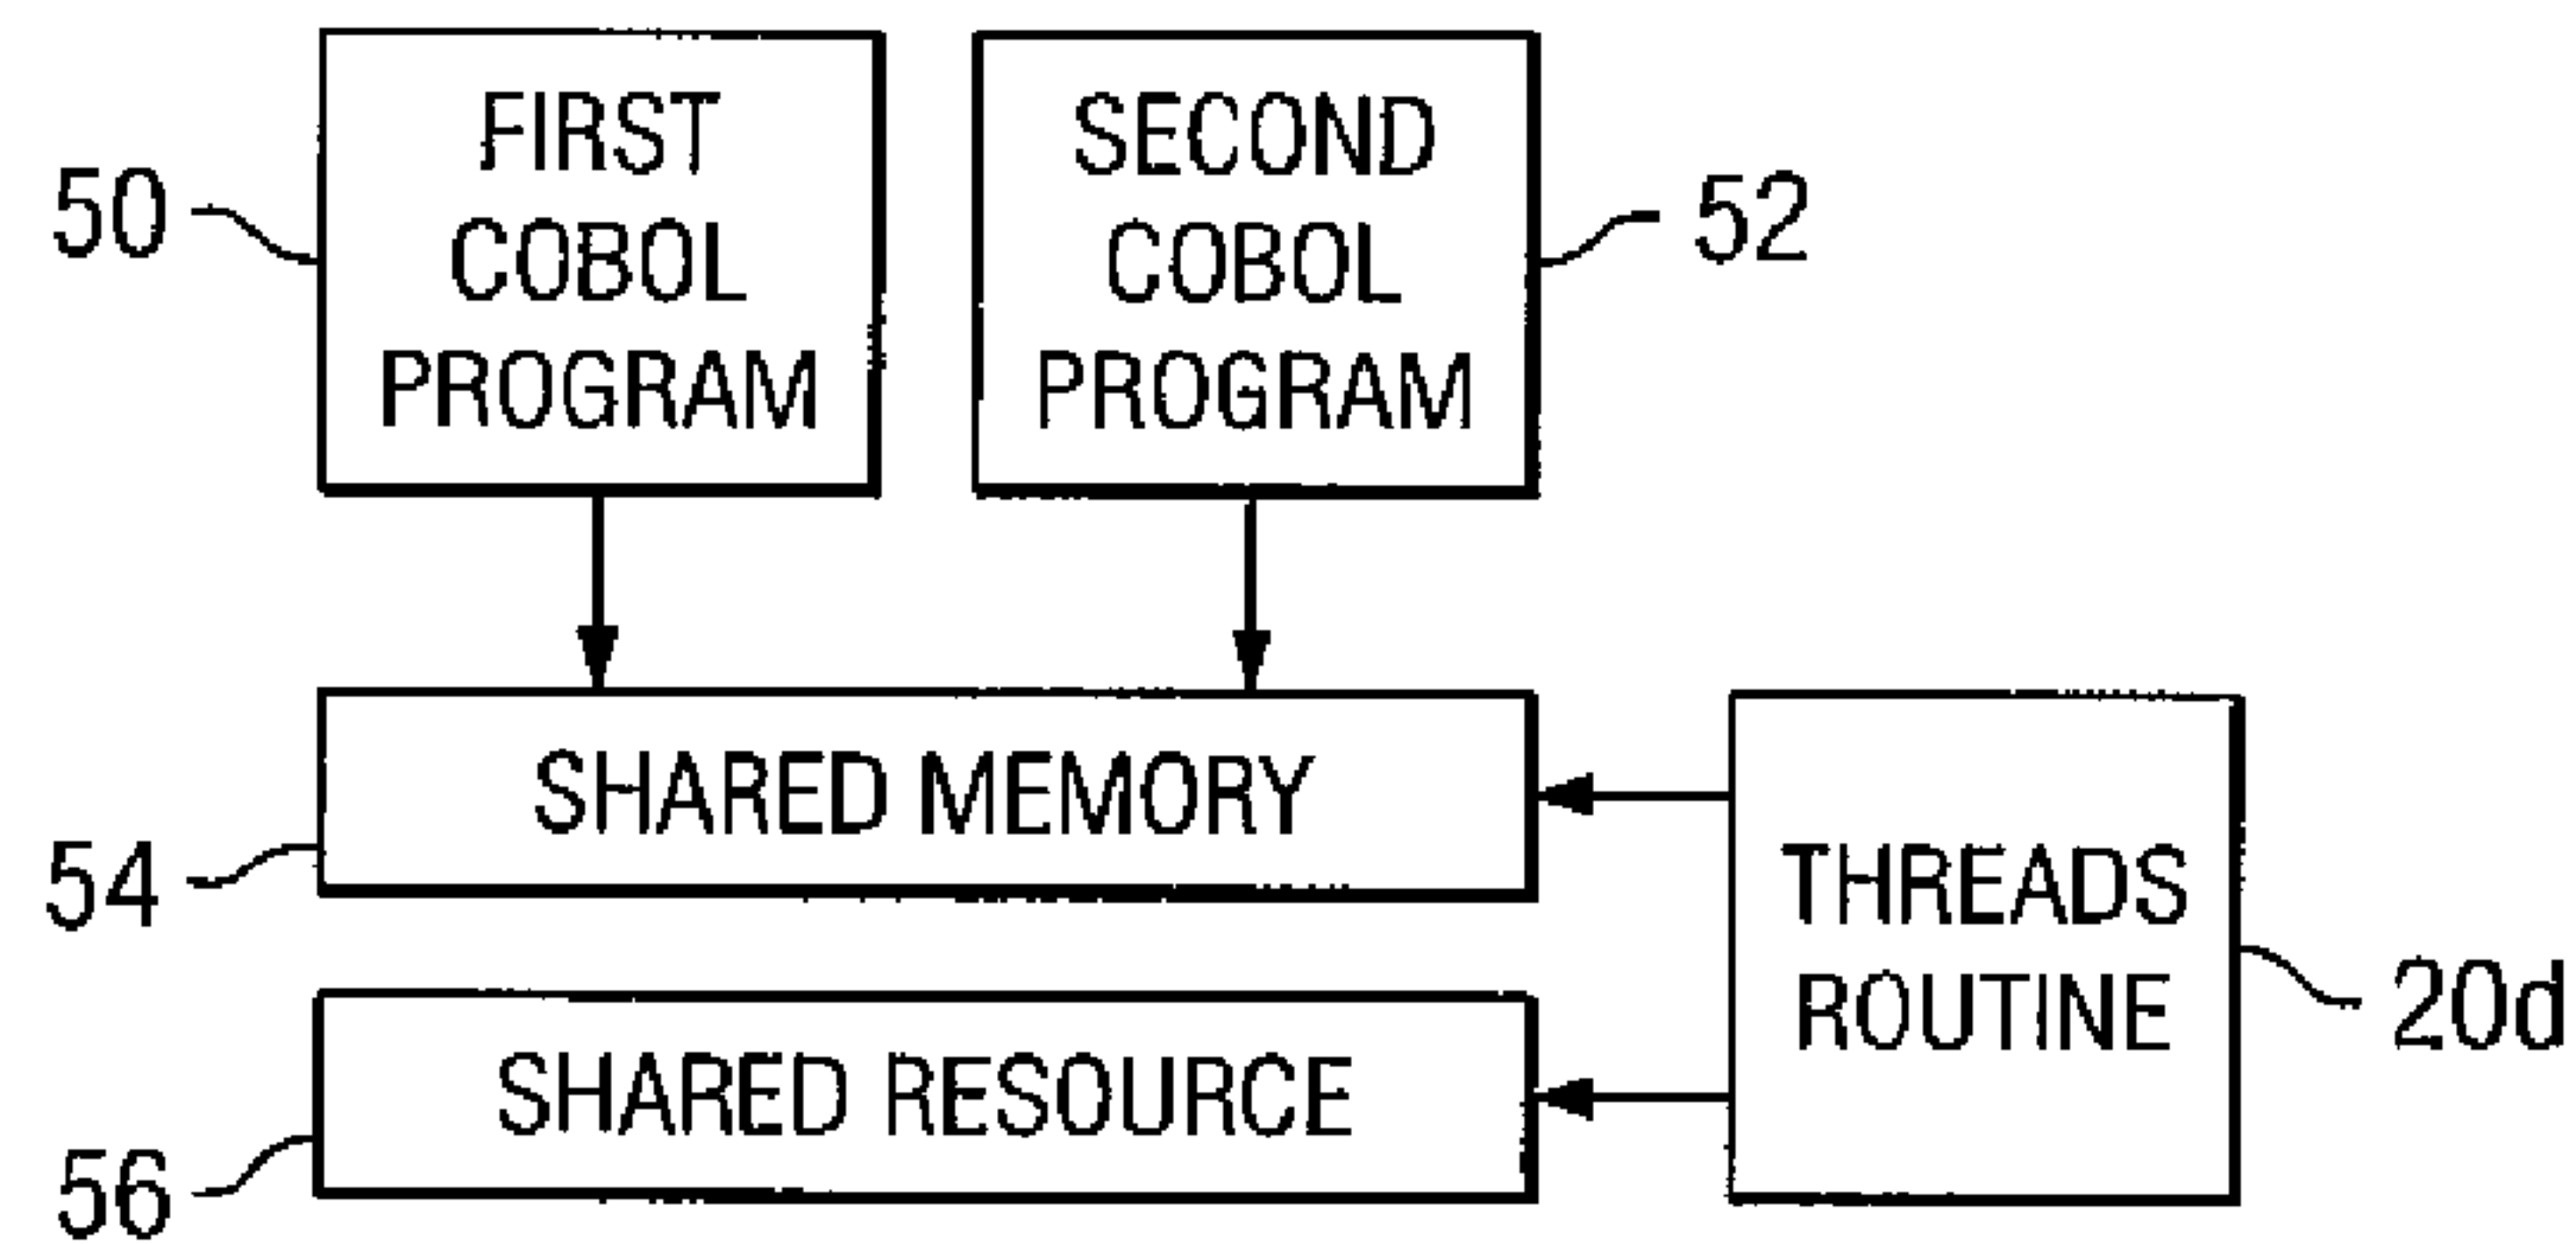 FIRST
COBOL
PROGRAM
50
SECOND
COBOL
PROGRAM
52
SHARED MEMORY
54
THREADS
ROUTINE
20d
SHARED RESOURCE
56